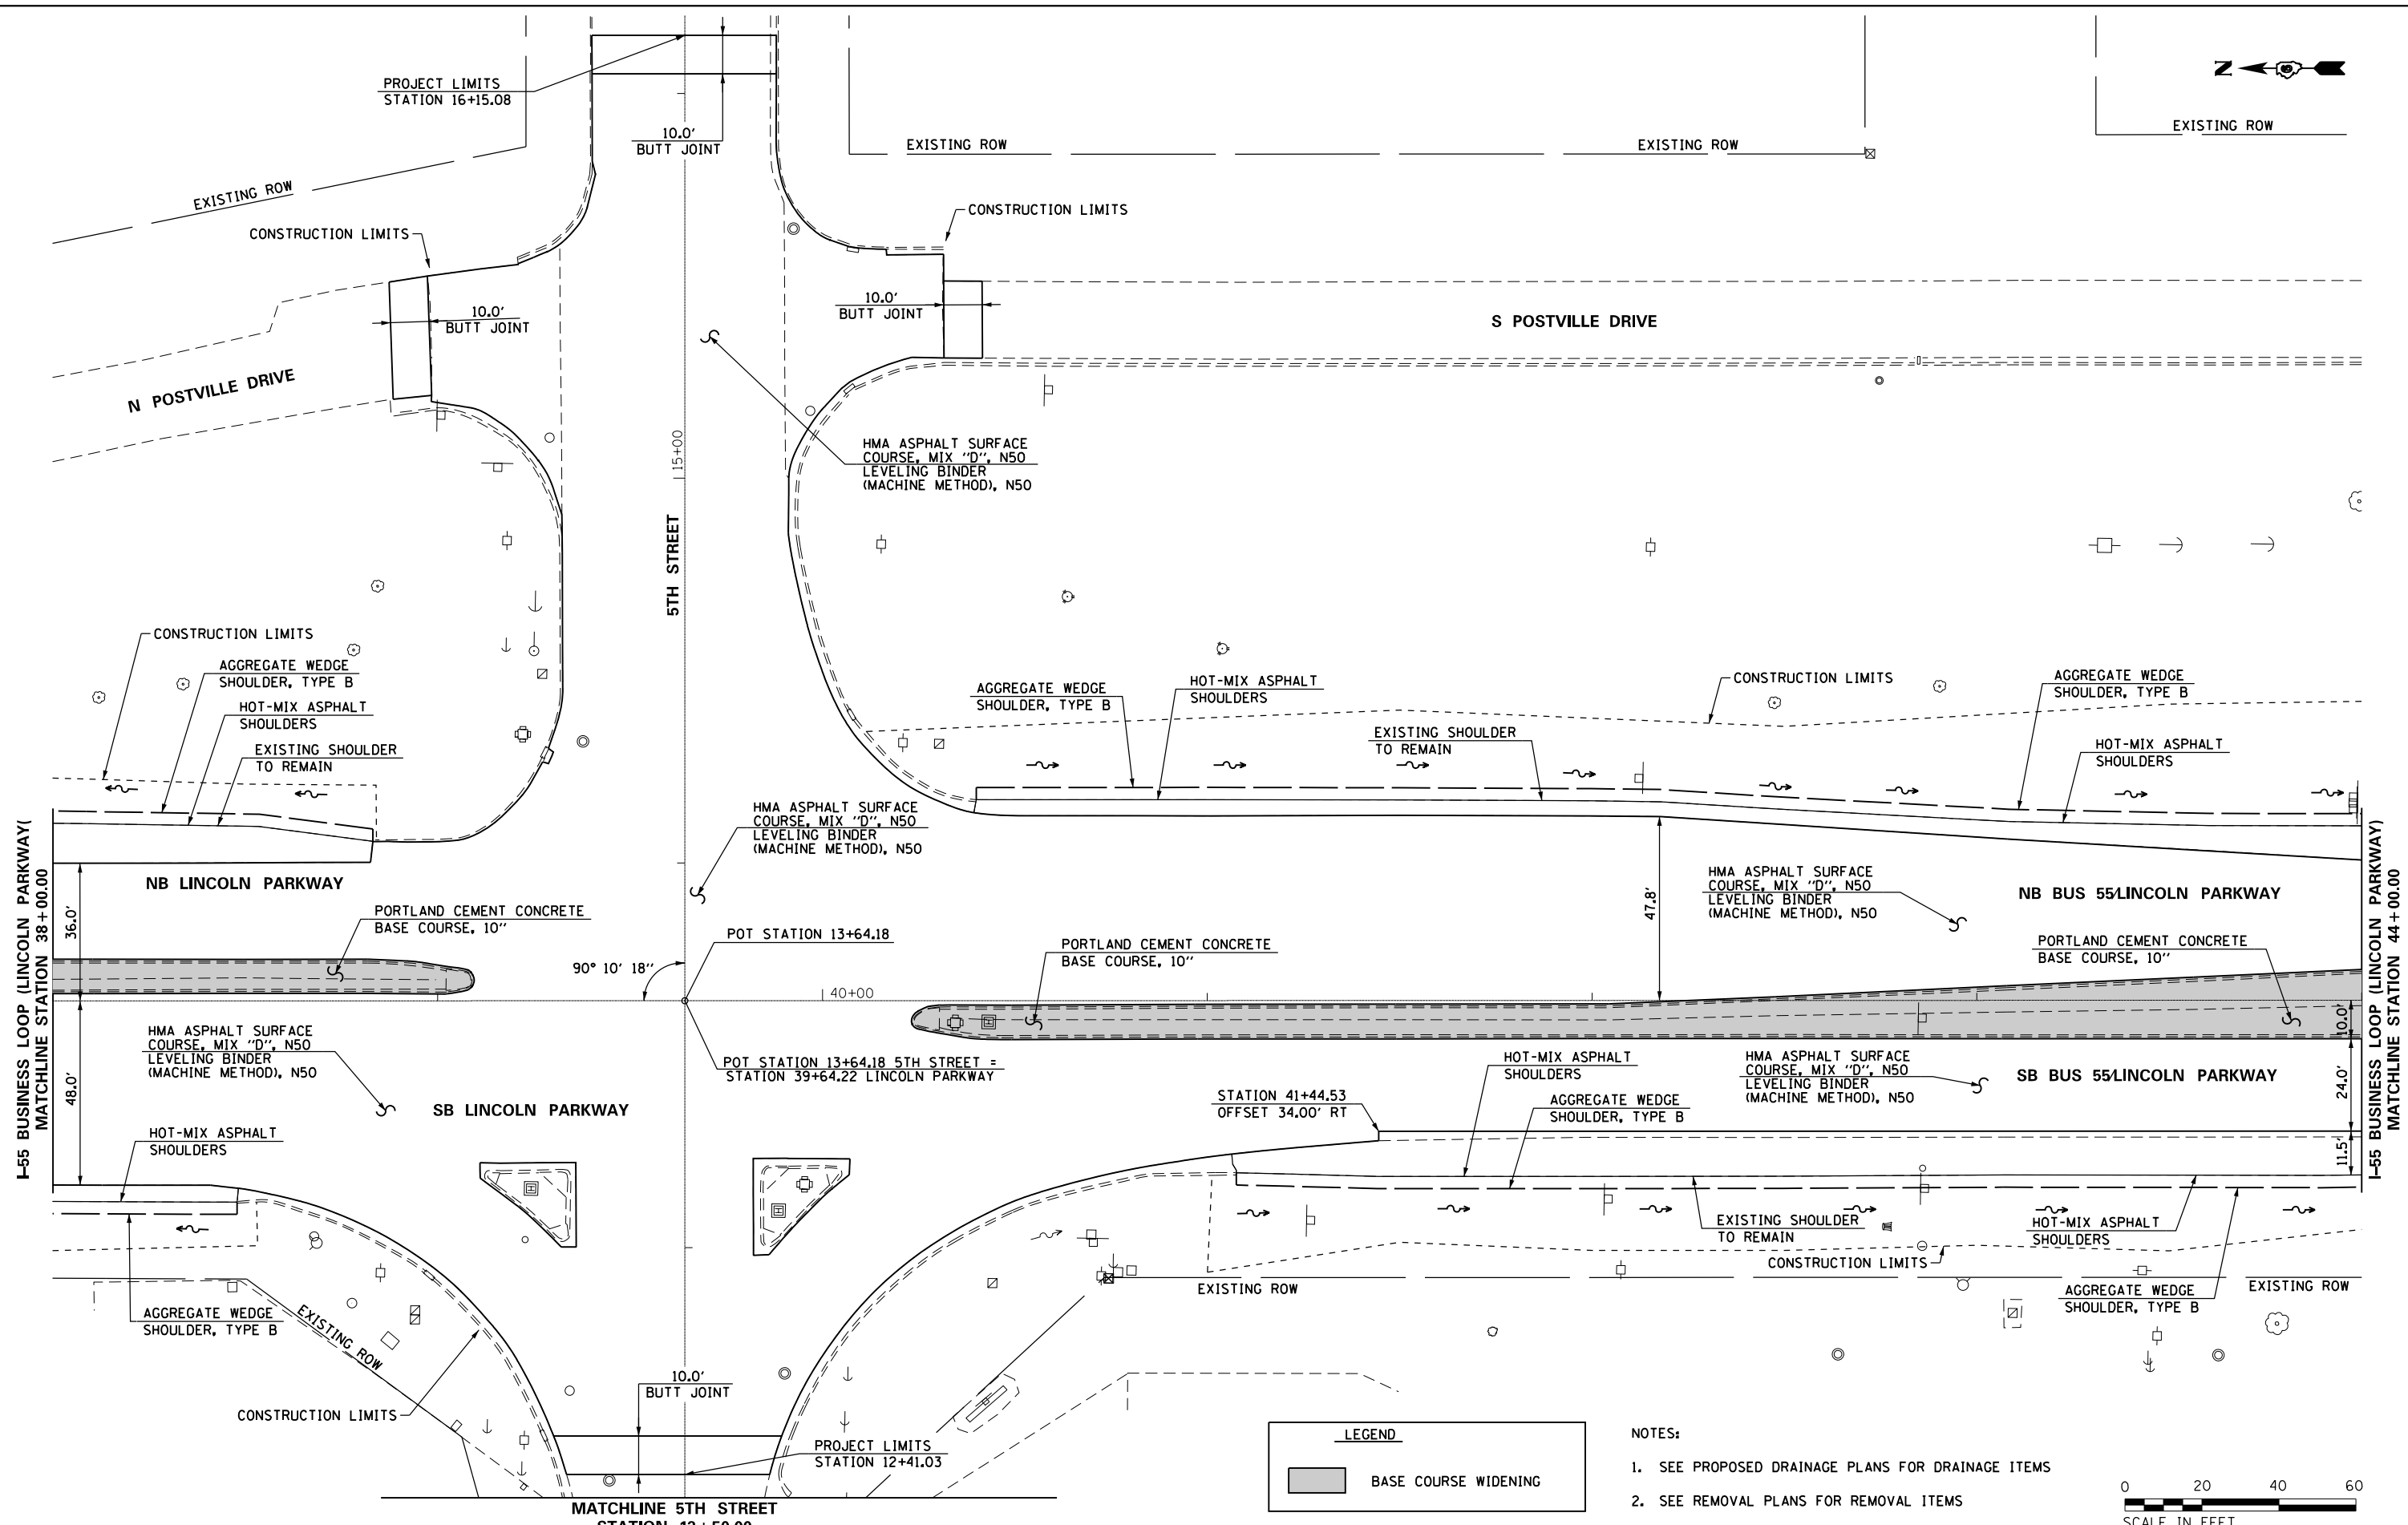 PROJECT LIMITS
STATION 16+15.08
10.0'
BUTT JOINT
N
EXISTING ROW
EXISTING ROW
EXISTING ROW
EXISTING ROW
CONSTRUCTION LIMITS
CONSTRUCTION LIMITS
10.0'
BUTT JOINT
10.0'
BUTT JOINT
S POSTVILLE DRIVE
N POSTVILLE DRIVE
15+00
5TH STREET
HMA ASPHALT SURFACE
COURSE, MIX "D", N50
LEVELING BINDER
(MACHINE METHOD), N50
CONSTRUCTION LIMITS
AGGREGATE WEDGE
SHOULDER, TYPE B
HOT-MIX ASPHALT
SHOULDERS
EXISTING SHOULDER
TO REMAIN
AGGREGATE WEDGE
SHOULDER, TYPE B
HOT-MIX ASPHALT
SHOULDERS
EXISTING SHOULDER
TO REMAIN
CONSTRUCTION LIMITS
AGGREGATE WEDGE
SHOULDER, TYPE B
HOT-MIX ASPHALT
SHOULDERS
HMA ASPHALT SURFACE
COURSE, MIX "D", N50
LEVELING BINDER
(MACHINE METHOD), N50
I-55 BUSINESS LOOP (LINCOLN PARKWAY(
MATCHLINE STATION 38+00.00
36.0'
NB LINCOLN PARKWAY
PORTLAND CEMENT CONCRETE
BASE COURSE, 10"
POT STATION 13+64.18
90° 10' 18"
40+00
PORTLAND CEMENT CONCRETE
BASE COURSE, 10"
47.8'
HMA ASPHALT SURFACE
COURSE, MIX "D", N50
LEVELING BINDER
(MACHINE METHOD), N50
NB BUS 55/LINCOLN PARKWAY
PORTLAND CEMENT CONCRETE
BASE COURSE, 10"
I-55 BUSINESS LOOP (LINCOLN PARKWAY)
MATCHLINE STATION 44+00.00
10.0'
24.0'
11.5'
48.0'
HMA ASPHALT SURFACE
COURSE, MIX "D", N50
LEVELING BINDER
(MACHINE METHOD), N50
SB LINCOLN PARKWAY
POT STATION 13+64.18 5TH STREET =
STATION 39+64.22 LINCOLN PARKWAY
STATION 41+44.53
OFFSET 34.00' RT
HOT-MIX ASPHALT
SHOULDERS
AGGREGATE WEDGE
SHOULDER, TYPE B
HMA ASPHALT SURFACE
COURSE, MIX "D", N50
LEVELING BINDER
(MACHINE METHOD), N50
SB BUS 55/LINCOLN PARKWAY
HOT-MIX ASPHALT
SHOULDERS
EXISTING SHOULDER
TO REMAIN
HOT-MIX ASPHALT
SHOULDERS
CONSTRUCTION LIMITS
EXISTING ROW
AGGREGATE WEDGE
SHOULDER, TYPE B
EXISTING ROW
AGGREGATE WEDGE
SHOULDER, TYPE B
EXISTING ROW
CONSTRUCTION LIMITS
10.0'
BUTT JOINT
PROJECT LIMITS
STATION 12+41.03
MATCHLINE 5TH STREET
LEGEND
BASE COURSE WIDENING
NOTES:
1. SEE PROPOSED DRAINAGE PLANS FOR DRAINAGE ITEMS
2. SEE REMOVAL PLANS FOR REMOVAL ITEMS
0 20 40 60
SCALE IN FEET